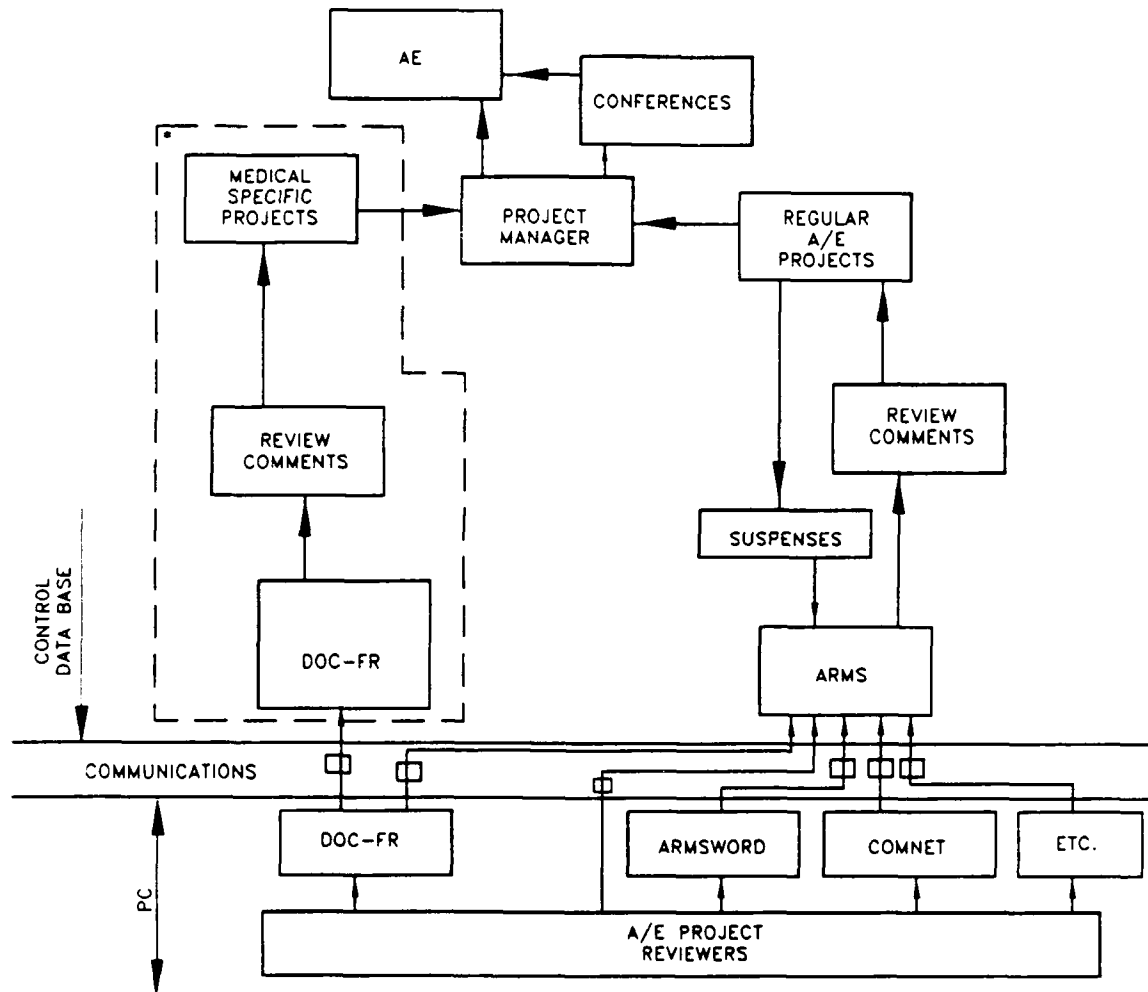 AE
CONFERENCES
*
MEDICAL
SPECIFIC
PROJECTS
PROJECT
MANAGER
REGULAR
A/E
PROJECTS
REVIEW
COMMENTS
REVIEW
COMMENTS
SUSPENSES
CONTROL
DATA BASE
DOC-FR
ARMS
COMMUNICATIONS
PC
DOC-FR
ARMSWORD
COMNET
ETC.
A/E PROJECT
REVIEWERS